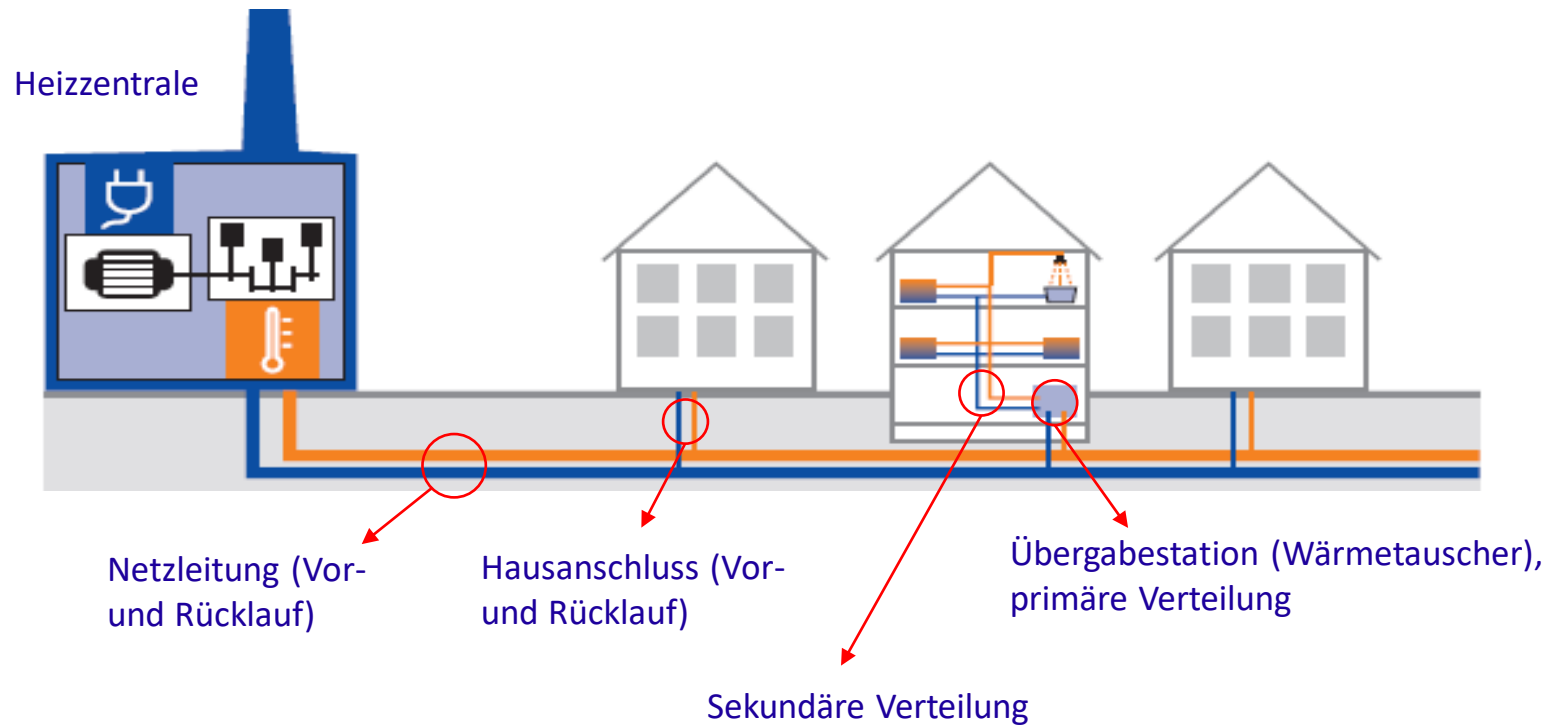 Heizzentrale
Netzleitung (Vor-
und Rücklauf)
Hausanschluss (Vor-
und Rücklauf)
Übergabestation (Wärmetauscher),
primäre Verteilung
Sekundäre Verteilung